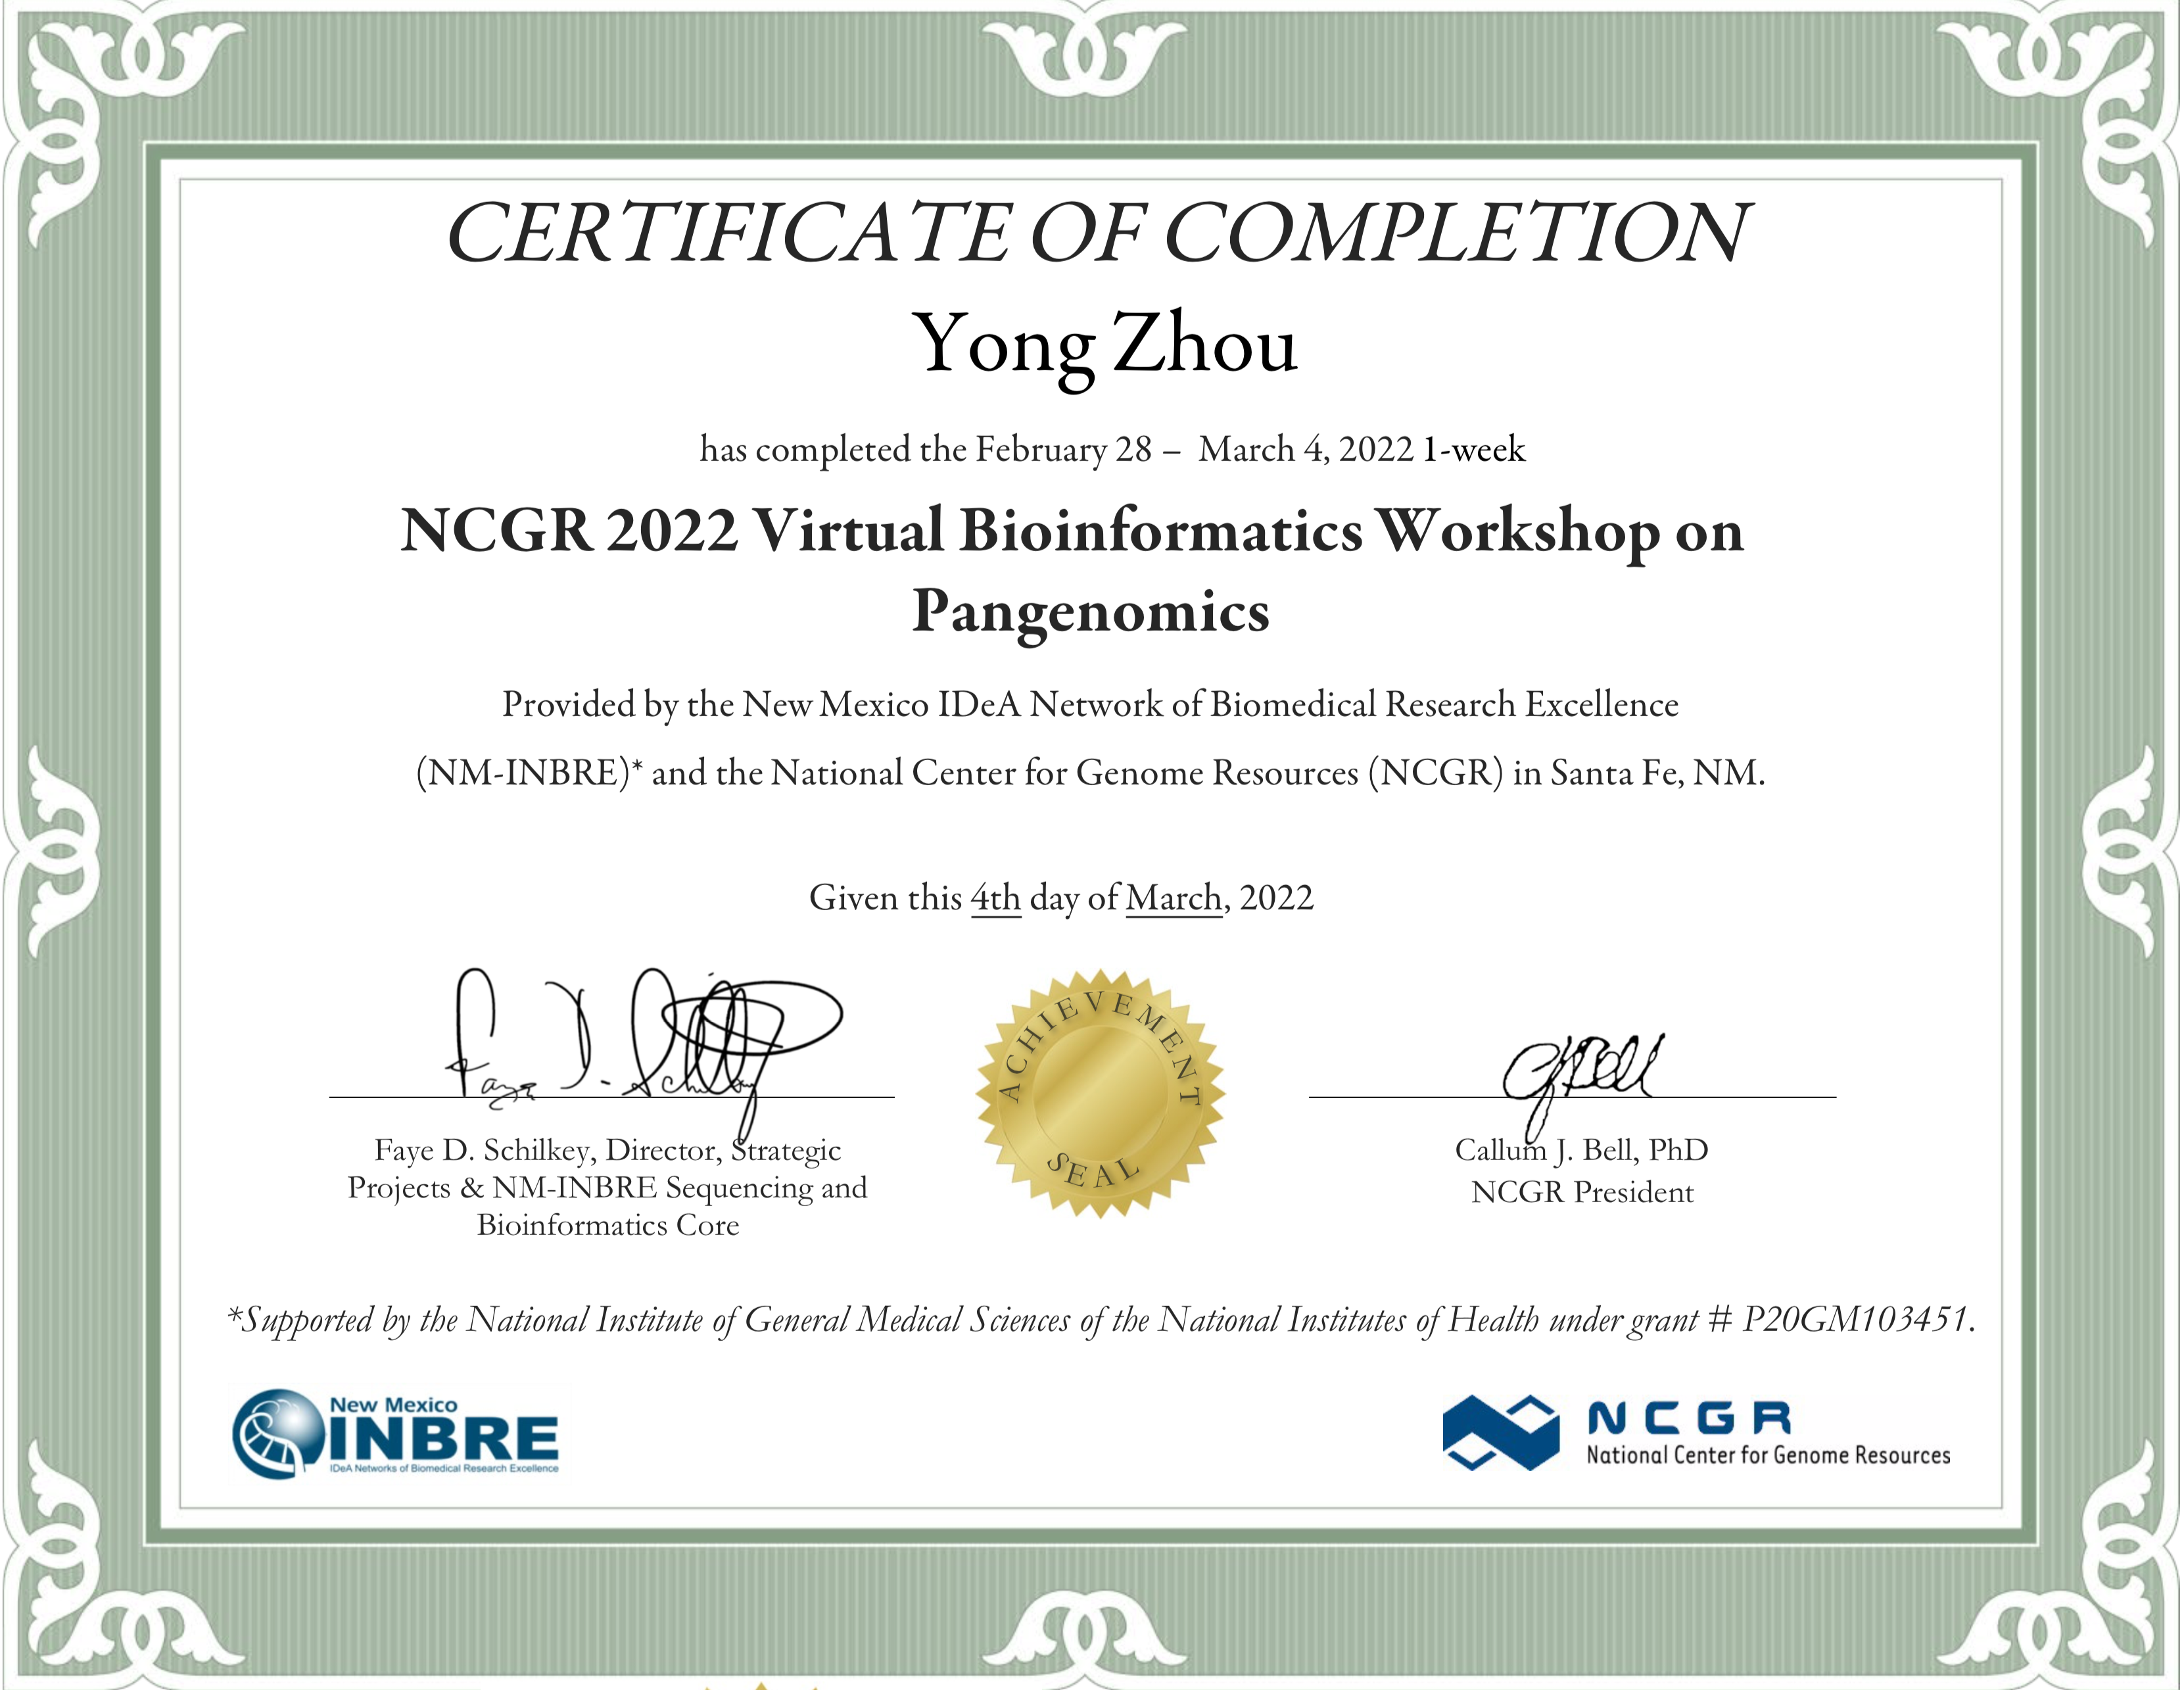 CERTIFICATE OF COMPLETION
Yong Zhou
has completed the February 28 – March 4, 2022 1-week
NCGR 2022 Virtual Bioinformatics Workshop on
Pangenomics
Provided by the New Mexico IDeA Network of Biomedical Research Excellence
(NM-INBRE)* and the National Center for Genome Resources (NCGR) in Santa Fe, NM.
Given this 4th day of March, 2022
Faye D. Schilkey
ACHIEVEMENT
SEAL
CJBell
Faye D. Schilkey, Director, Strategic
Projects & NM-INBRE Sequencing and
Bioinformatics Core
Callum J. Bell, PhD
NCGR President
*Supported by the National Institute of General Medical Sciences of the National Institutes of Health under grant # P20GM103451.
New Mexico
INBRE
IDeA Networks of Biomedical Research Excellence
NCGR
National Center for Genome Resources